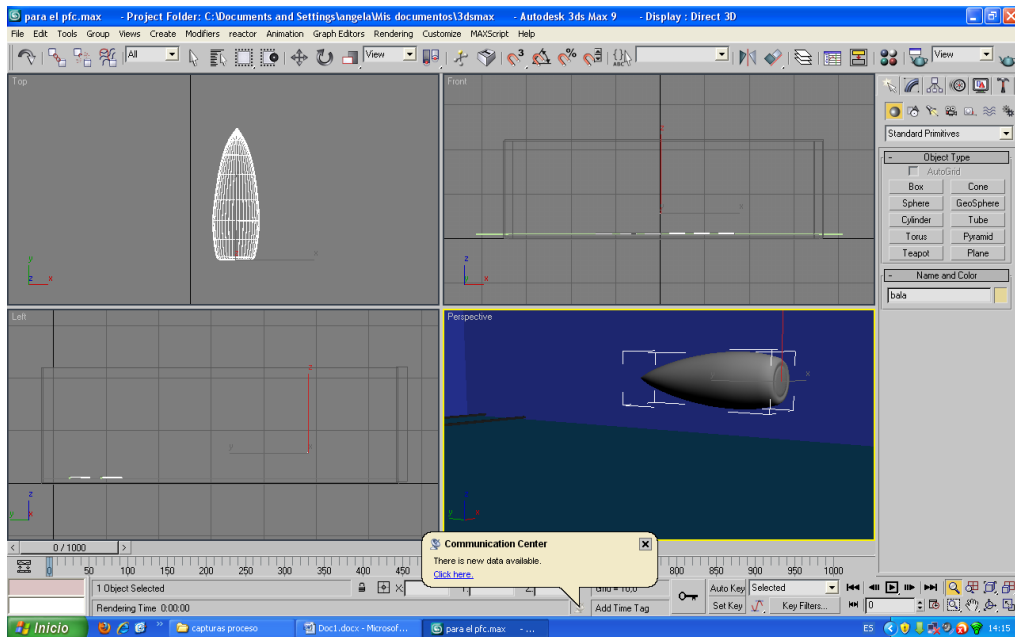 para el pfc.max - Project Folder: C:\Documents and Settings\angela\Mis documentos\3dsmax - Autodesk 3ds Max 9 - Display : Direct 3D
File Edit Tools Group Views Create Modifiers reactor Animation Graph Editors Rendering Customize MAXScript Help
All View View
Top
Front
Standard Primitives
- Object Type
AutoGrid
Box Cone
Sphere GeoSphere
Cylinder Tube
Torus Pyramid
Teapot Plane
- Name and Color
bala
z
x
y
z x
x
z
x
Left
Perspective
z
y
x
z
y x
x
z
y x
< 0 / 1000 >
Communication Center
There is new data available.
Click here.
0 50 100 150 200 250 300 350 400 450 800 850 900 950 1000
1 Object Selected X: Y: Z: Grid = 10,0 Auto Key Selected
Rendering Time 0:00:00 Add Time Tag Set Key Key Filters... 0
Inicio » capturas proceso Doc1.docx - Microsof... para el pfc.max - ... ES 14:15